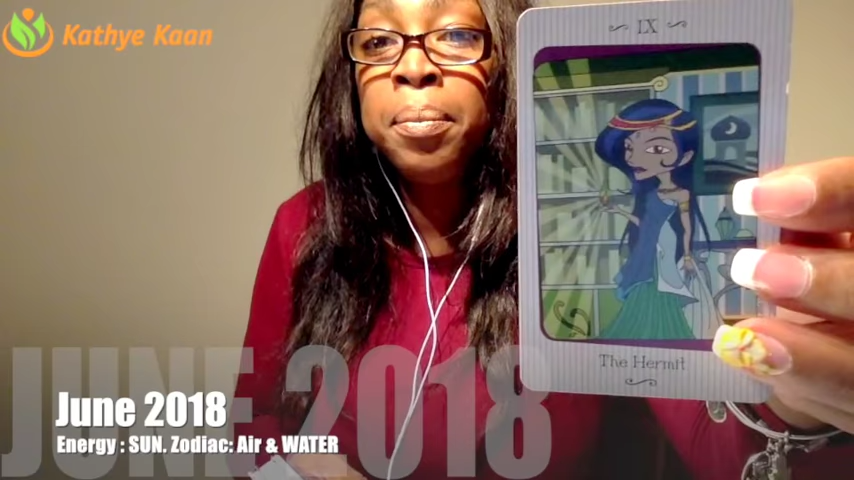 Kathye Kaan
IX
The Hermit
JUNE 2018
June 2018
Energy : SUN. Zodiac: Air & WATER